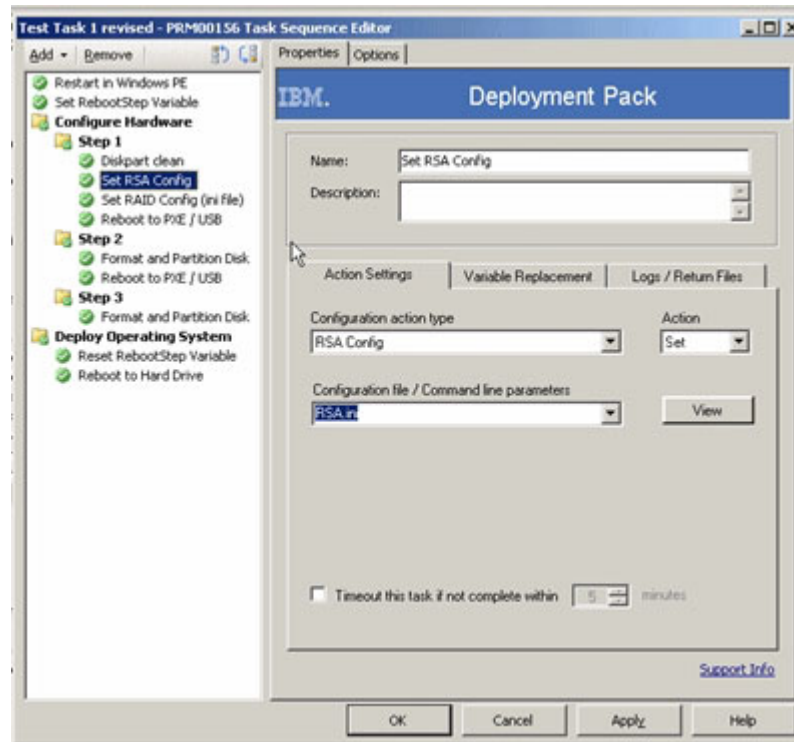 Test Task 1 revised - PRM00156 Task Sequence Editor
Add Remove
Properties Options
Restart in Windows PE
Set RebootStep Variable
Configure Hardware
Step 1
Diskpart clean
Set RSA Config
Set RAID Config (ini file)
Reboot to PXE / USB
Step 2
Format and Partition Disk
Reboot to PXE / USB
Step 3
Format and Partition Disk
Deploy Operating System
Reset RebootStep Variable
Reboot to Hard Drive
IBM. Deployment Pack
Name: Set RSA Config
Description:
Action Settings Variable Replacement Logs / Return Files
Configuration action type Action
RSA Config Set
Configuration file / Command line parameters
RSA.ini View
Timeout this task if not complete within 5 minutes
Support Info
OK Cancel Apply Help